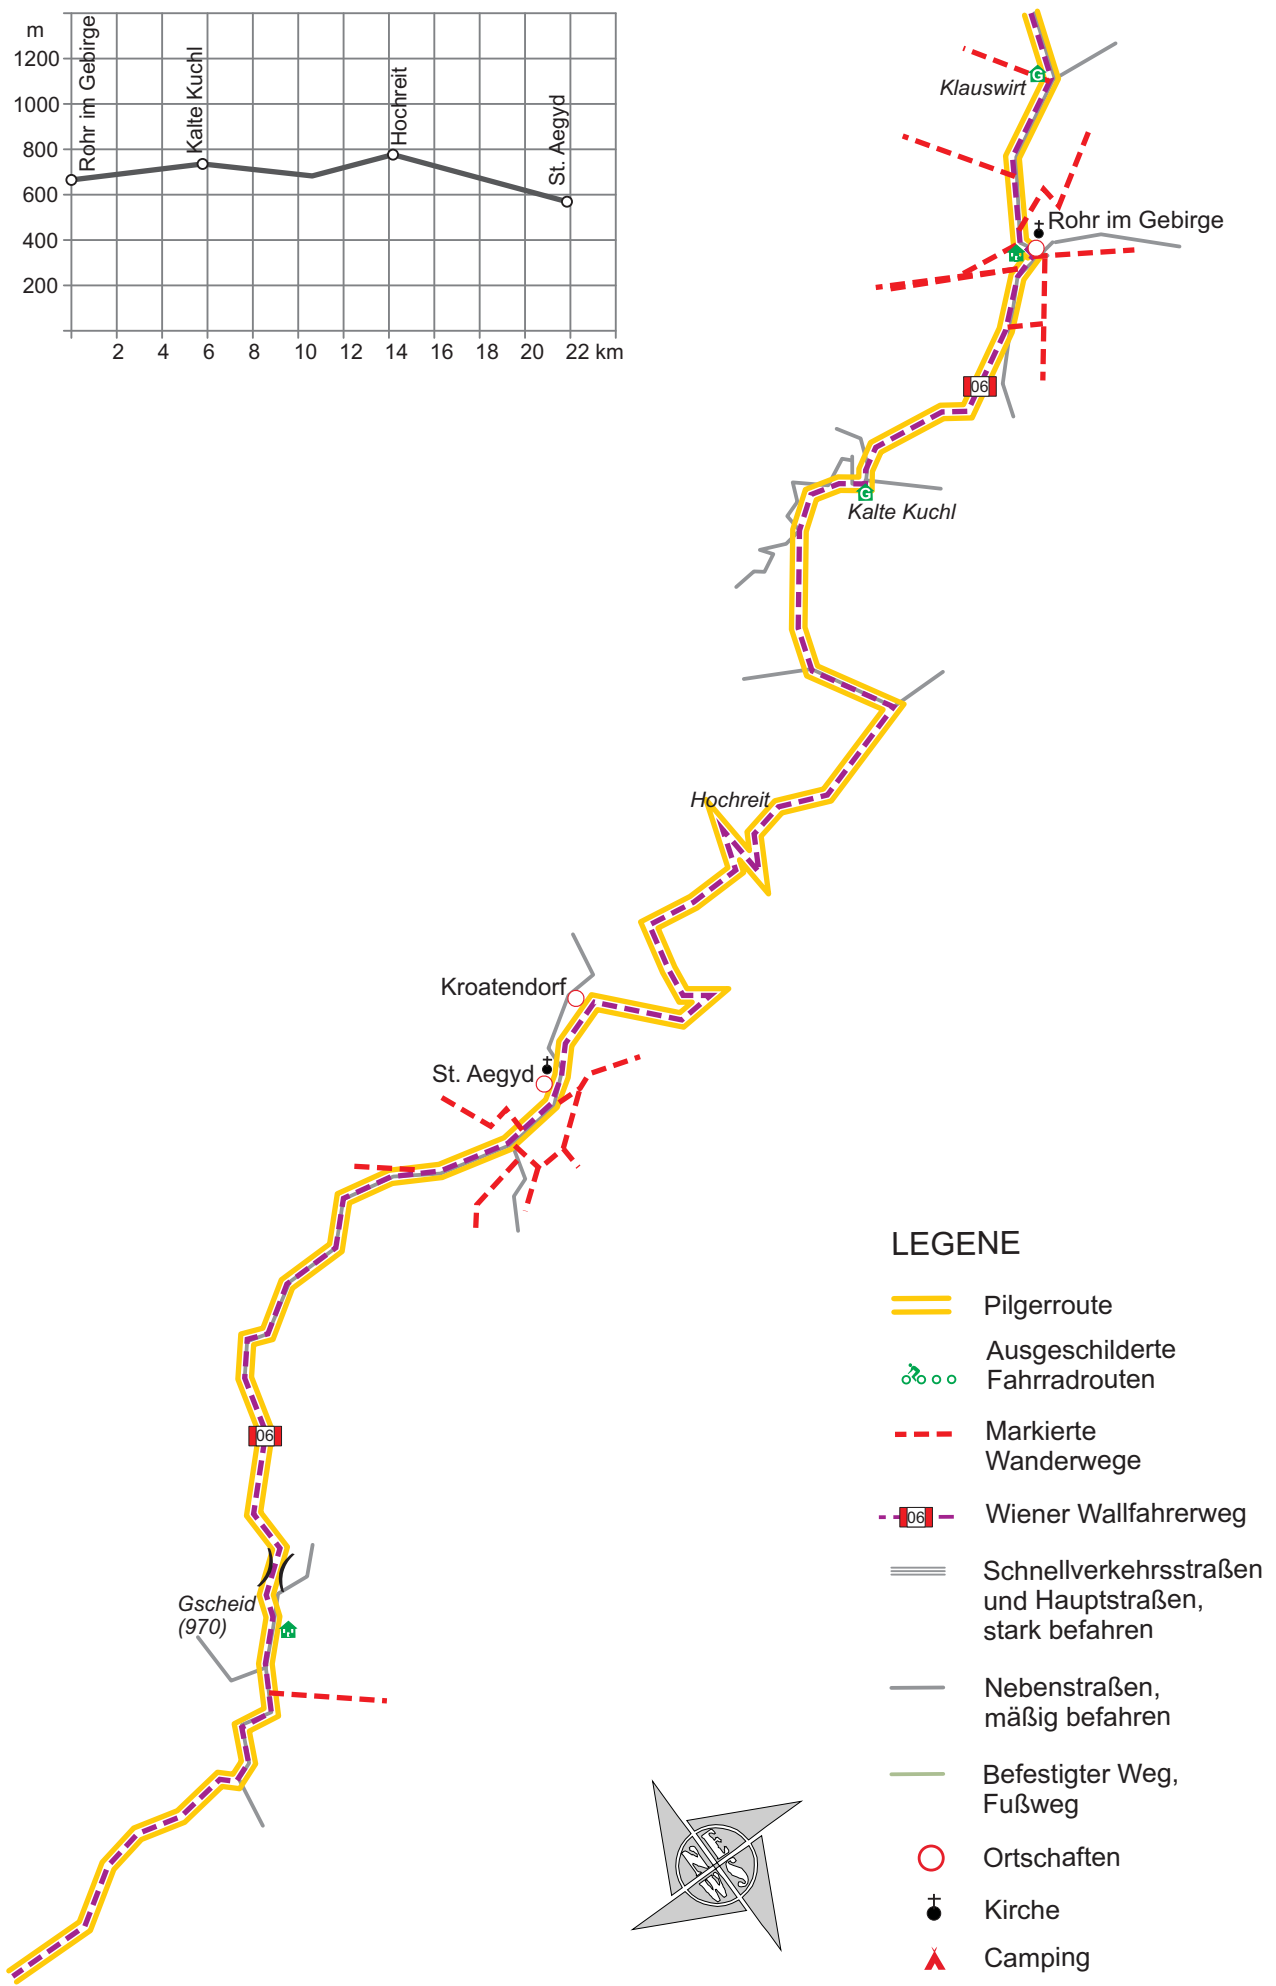 m
1200
1000
800
600
400
200
Rohr im Gebirge
Kalte Kuchl
Hochreit
St. Aegyd
2 4 6 8 10 12 14 16 18 20 22 km
G
Klauswirt
Rohr im Gebirge
06
G
Kalte Kuchl
Hochreit
Kroatendorf
St. Aegyd
06
Gscheid
(970)
LEGENE
Pilgerroute
Ausgeschilderte
Fahrradrouten
Markierte
Wanderwege
06
Wiener Wallfahrerweg
Schnellverkehrsstraßen
und Hauptstraßen,
stark befahren
Nebenstraßen,
mäßig befahren
Befestigter Weg,
Fußweg
Ortschaften
Kirche
Camping
N E
W S